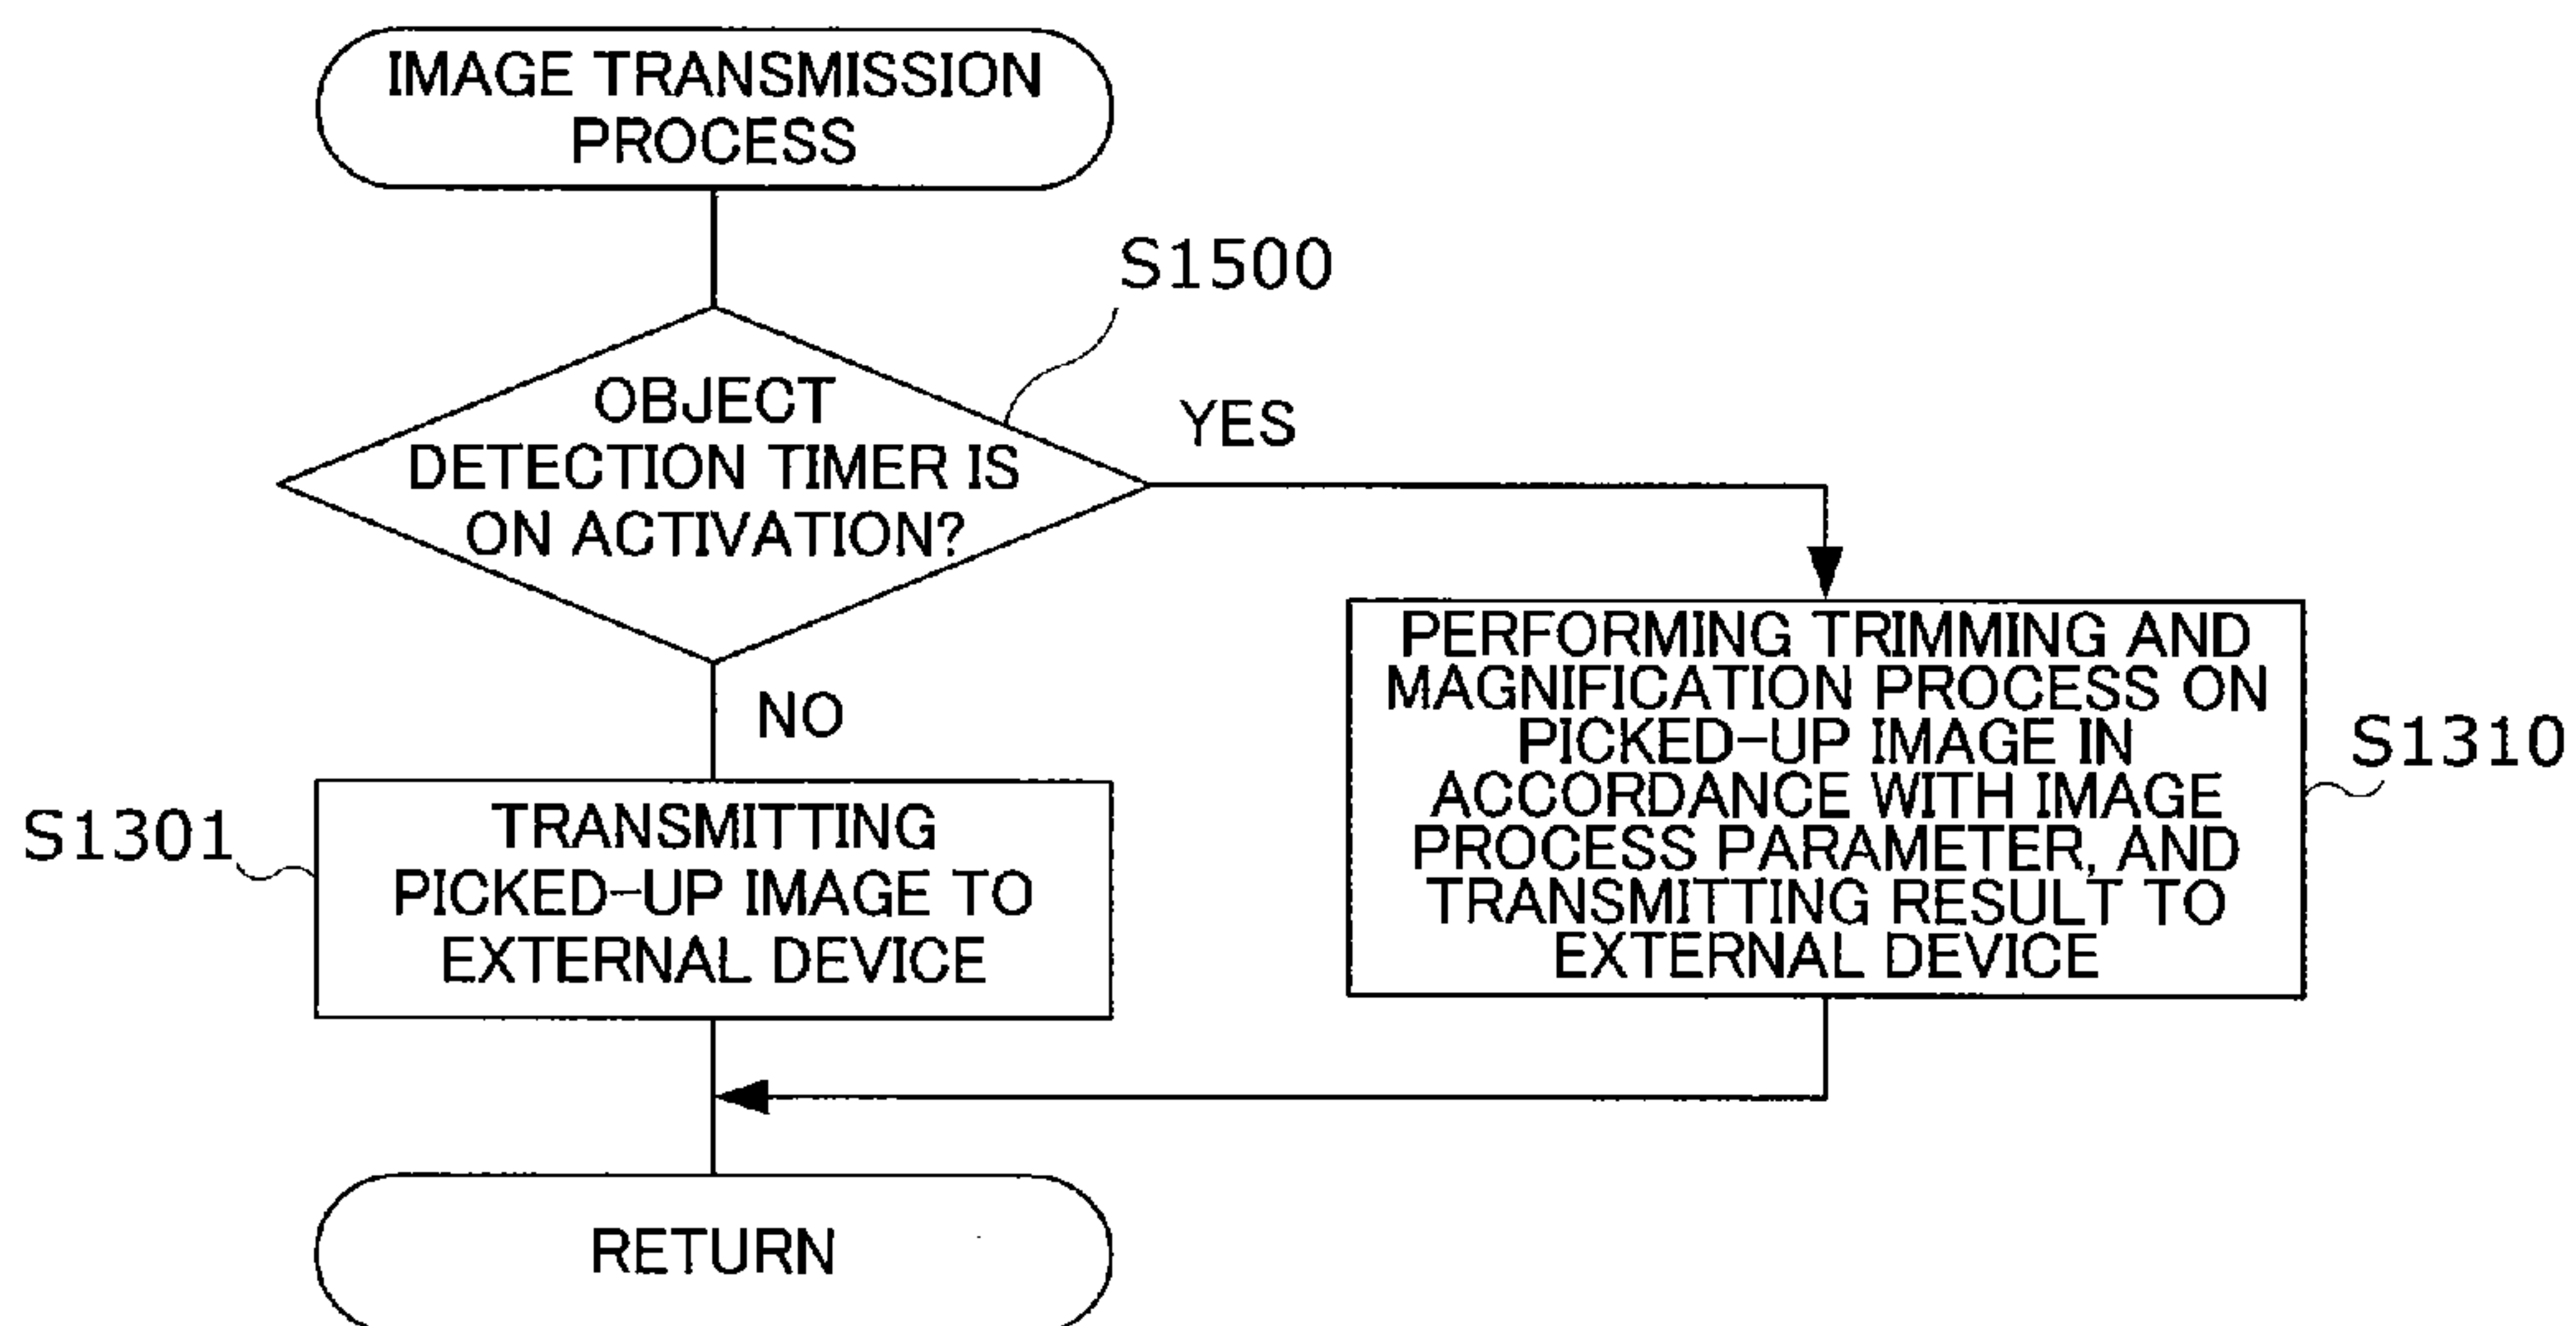 IMAGE TRANSMISSION
PROCESS
S1500
OBJECT
DETECTION TIMER IS
ON ACTIVATION?
YES
NO
S1301
TRANSMITTING
PICKED-UP IMAGE TO
EXTERNAL DEVICE
PERFORMING TRIMMING AND
MAGNIFICATION PROCESS ON
PICKED-UP IMAGE IN
ACCORDANCE WITH IMAGE
PROCESS PARAMETER, AND
TRANSMITTING RESULT TO
EXTERNAL DEVICE
S1310
RETURN